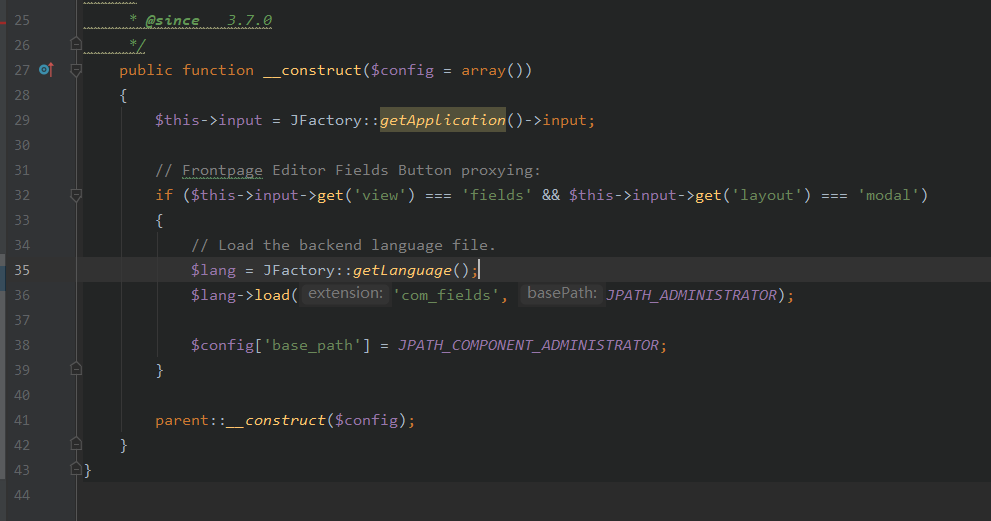 25 * @since 3.7.0
26 */
27 public function __construct($config = array())
28 {
29 $this->input = JFactory::getApplication()->input;
30
31 // Frontpage Editor Fields Button proxying:
32 if ($this->input->get('view') === 'fields' && $this->input->get('layout') === 'modal')
33 {
34 // Load the backend language file.
35 $lang = JFactory::getLanguage();
36 $lang->load( extension: 'com_fields', basePath: JPATH_ADMINISTRATOR);
37
38 $config['base_path'] = JPATH_COMPONENT_ADMINISTRATOR;
39 }
40
41 parent::__construct($config);
42 }
43 }
44